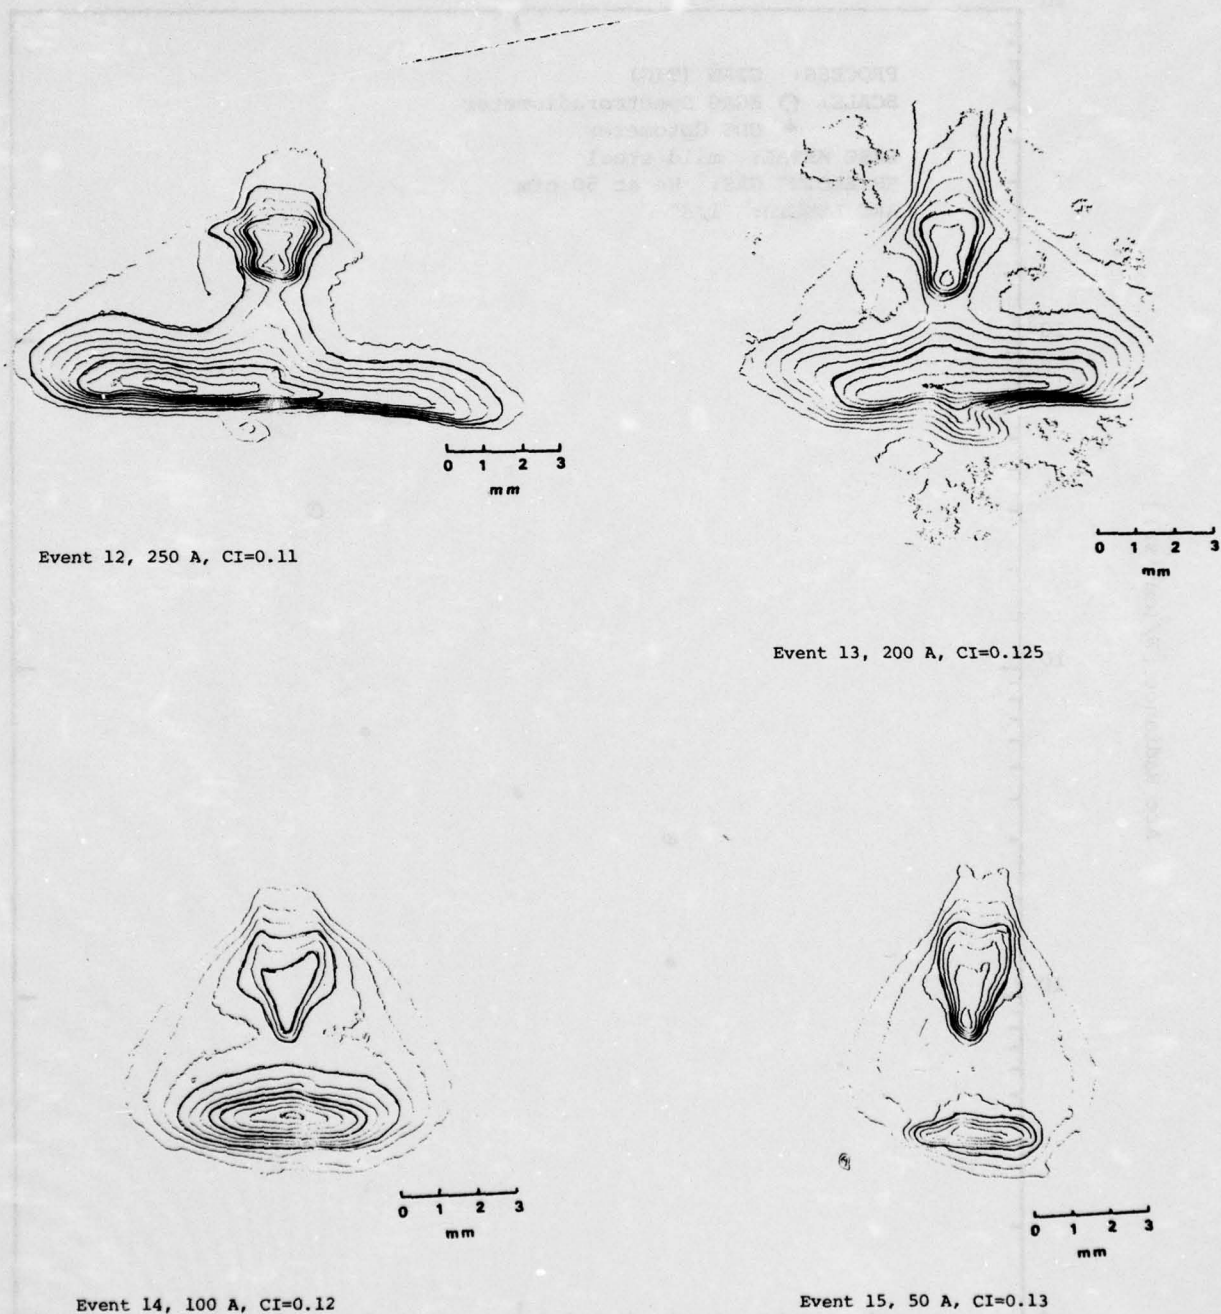 0 1 2 3
mm
Event 12, 250 A, CI=0.11
0 1 2 3
mm
Event 13, 200 A, CI=0.125
0 1 2 3
mm
Event 14, 100 A, CI=0.12
0 1 2 3
mm
Event 15, 50 A, CI=0.13